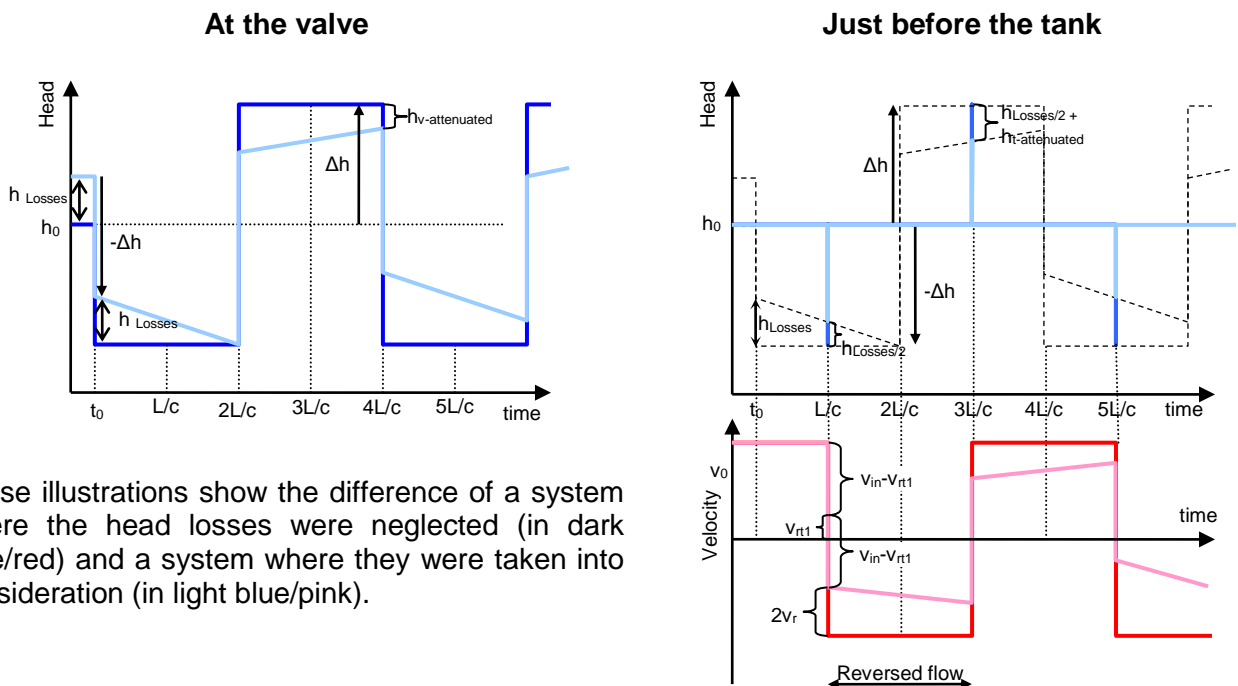 At the valve
Head
h Losses
h0
-Δh
h Losses
Δh
hv-attenuated
t0 L/c 2L/c 3L/c 4L/c 5L/c time
se illustrations show the difference of a system
ere the head losses were neglected (in dark
e/red) and a system where they were taken into
sideration (in light blue/pink).
Just before the tank
Head
h0
Δh
hLosses/2 +
ht-attenuated
-Δh
hLosses
hLosses/2
t0 L/c 2L/c 3L/c 4L/c 5L/c time
Velocity
v0
vin-vrt1
vrt1
vin-vrt1
2vr
time
Reversed flow